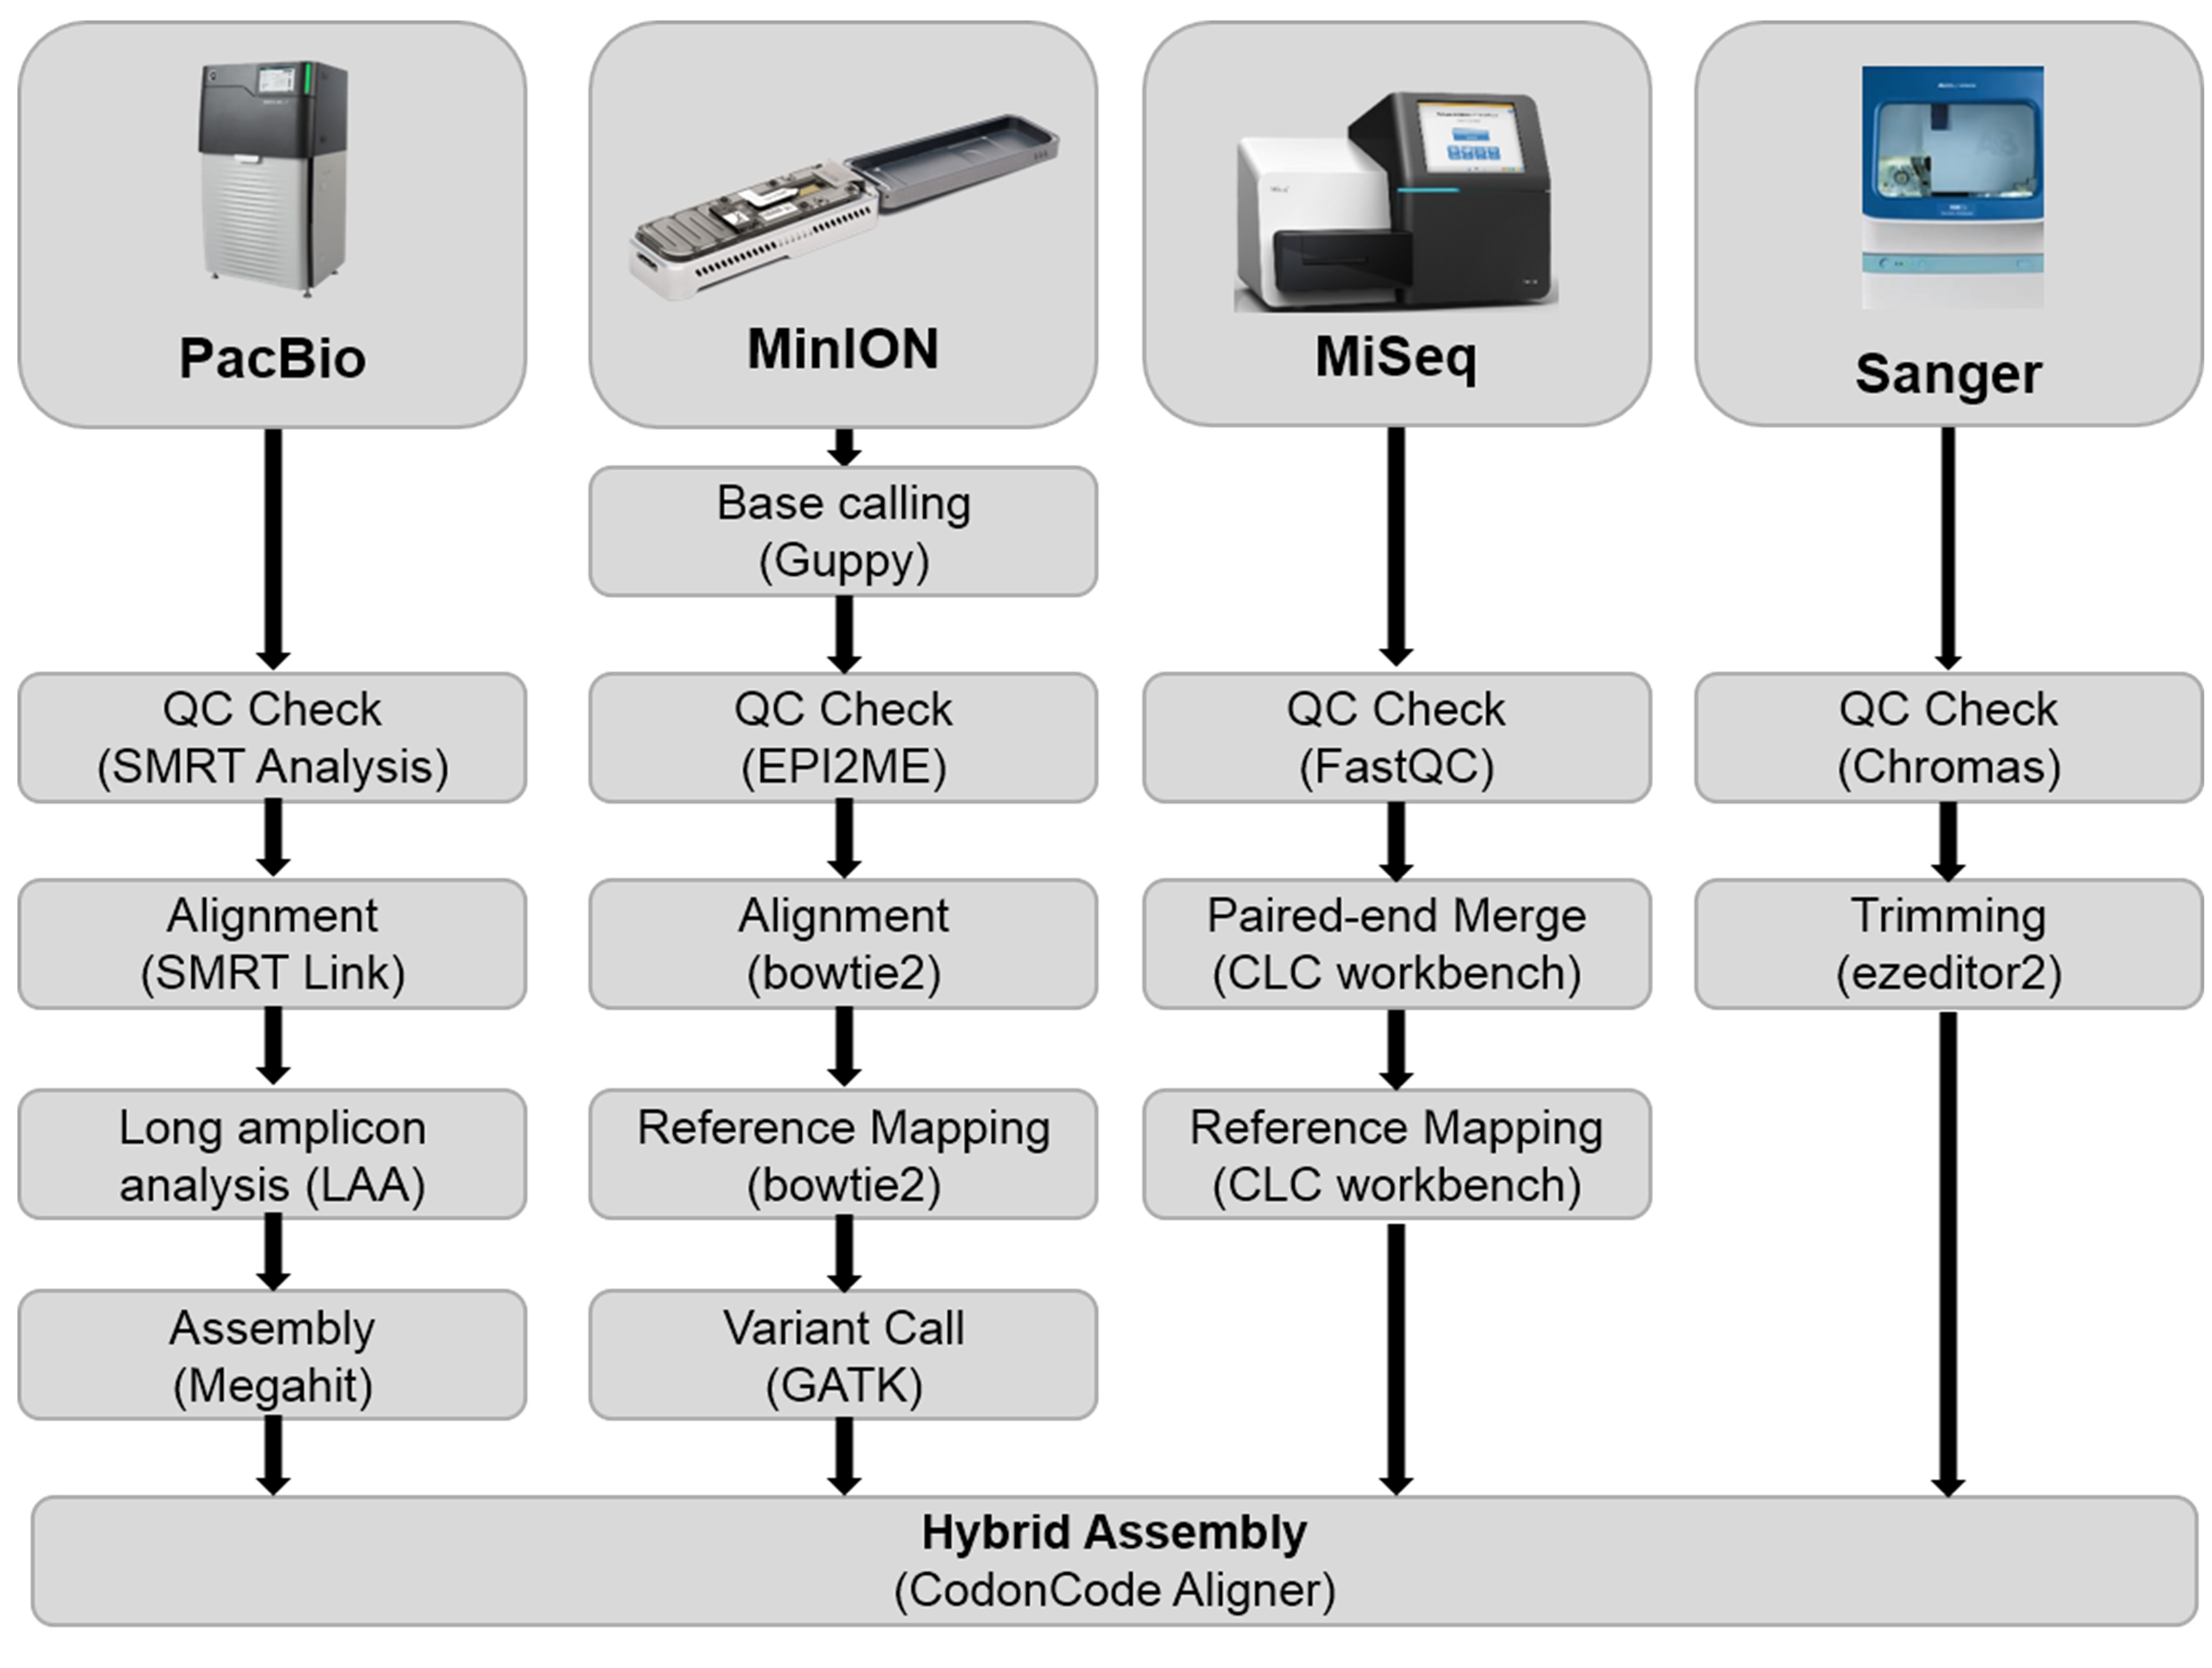 PacBio
MinION
MiSeq
Sanger
Base calling
(Guppy)
QC Check
(SMRT Analysis)
QC Check
(EPI2ME)
QC Check
(FastQC)
QC Check
(Chromas)
Alignment
(SMRT Link)
Alignment
(bowtie2)
Paired-end Merge
(CLC workbench)
Trimming
(ezeditor2)
Long amplicon
analysis (LAA)
Reference Mapping
(bowtie2)
Reference Mapping
(CLC workbench)
Assembly
(Megahit)
Variant Call
(GATK)
Hybrid Assembly
(CodonCode Aligner)